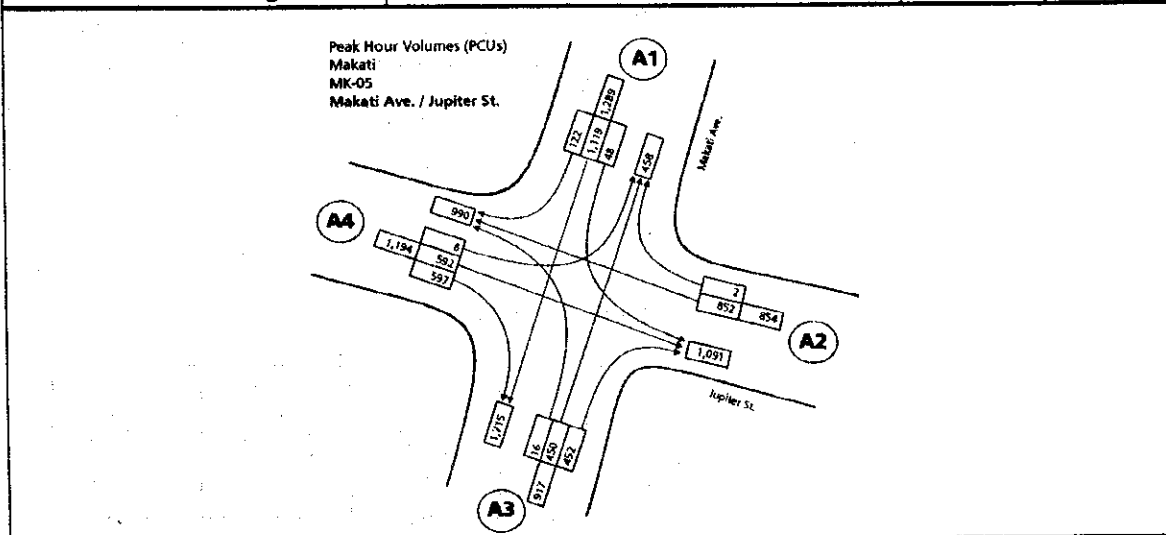 Peak Hour Volumes (PCUs)
Makati
MK-05
Makati Ave. / Jupiter St.
A1
1,289
122
1,119
48
458
Makati Ave.
A4
990
1,194
6
592
597
2
852
854
A2
1,091
Jupiter St.
1,715
16
450
452
917
A3